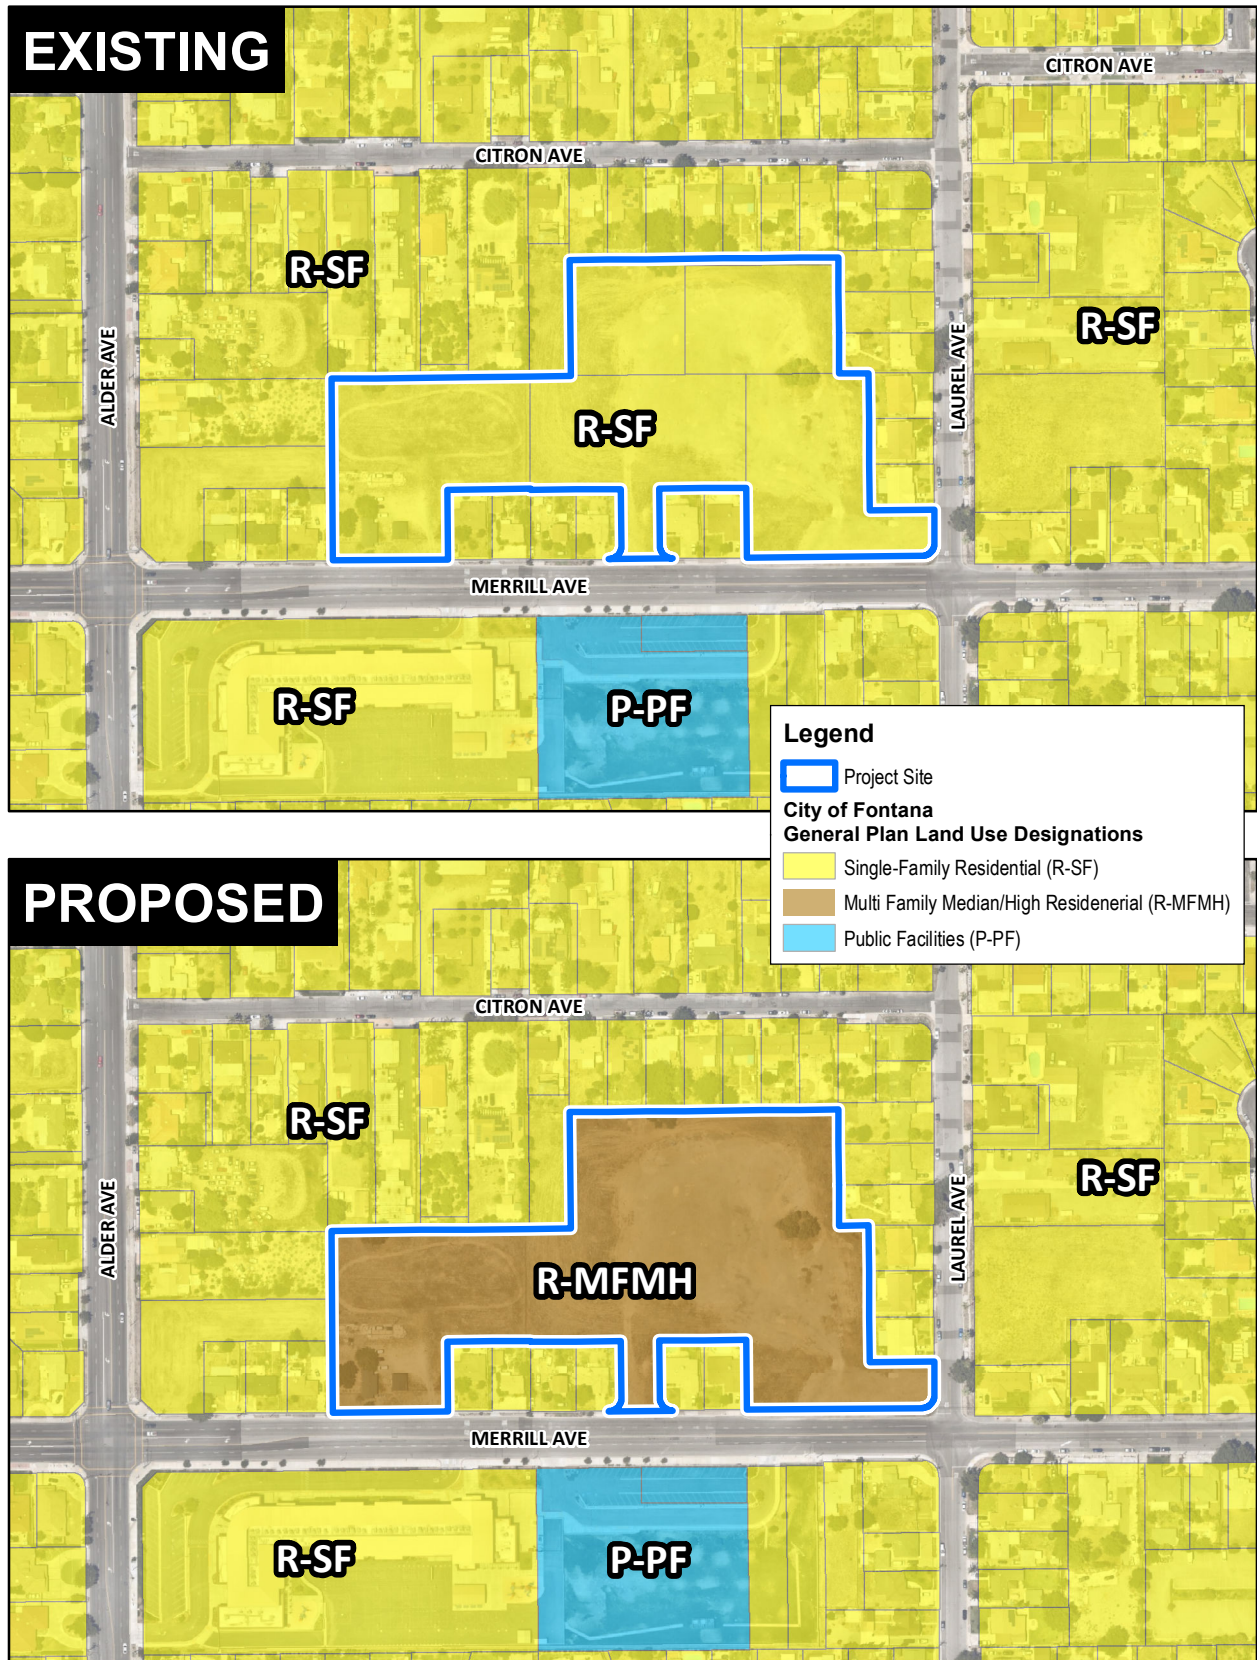 EXISTING
CITRON AVE
CITRON AVE
R-SF
R-SF
ALDER AVE
LAUREL AVE
R-SF
MERRILL AVE
R-SF
P-PF
Legend
Project Site
City of Fontana
General Plan Land Use Designations
Single-Family Residential (R-SF)
Multi Family Median/High Residenerial (R-MFMH)
Public Facilities (P-PF)
PROPOSED
CITRON AVE
R-SF
R-SF
ALDER AVE
LAUREL AVE
R-MFMH
MERRILL AVE
R-SF
P-PF